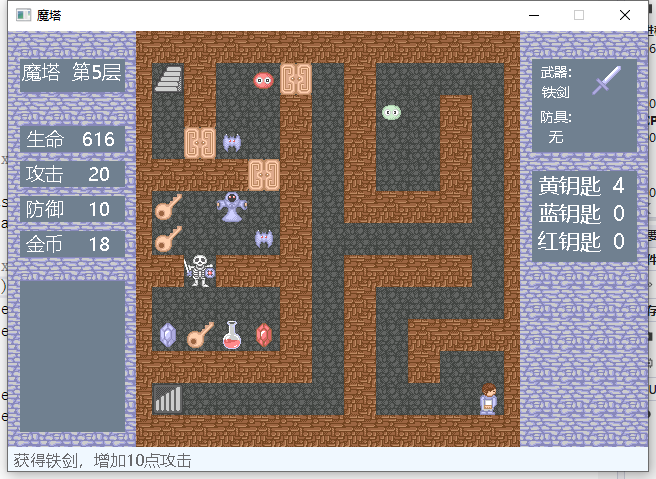 魔塔
魔塔 第5层
生命 616
攻击 20
防御 10
金币 18
武器:
铁剑
防具:
无
黄钥匙 4
蓝钥匙 0
红钥匙 0
获得铁剑，增加10点攻击